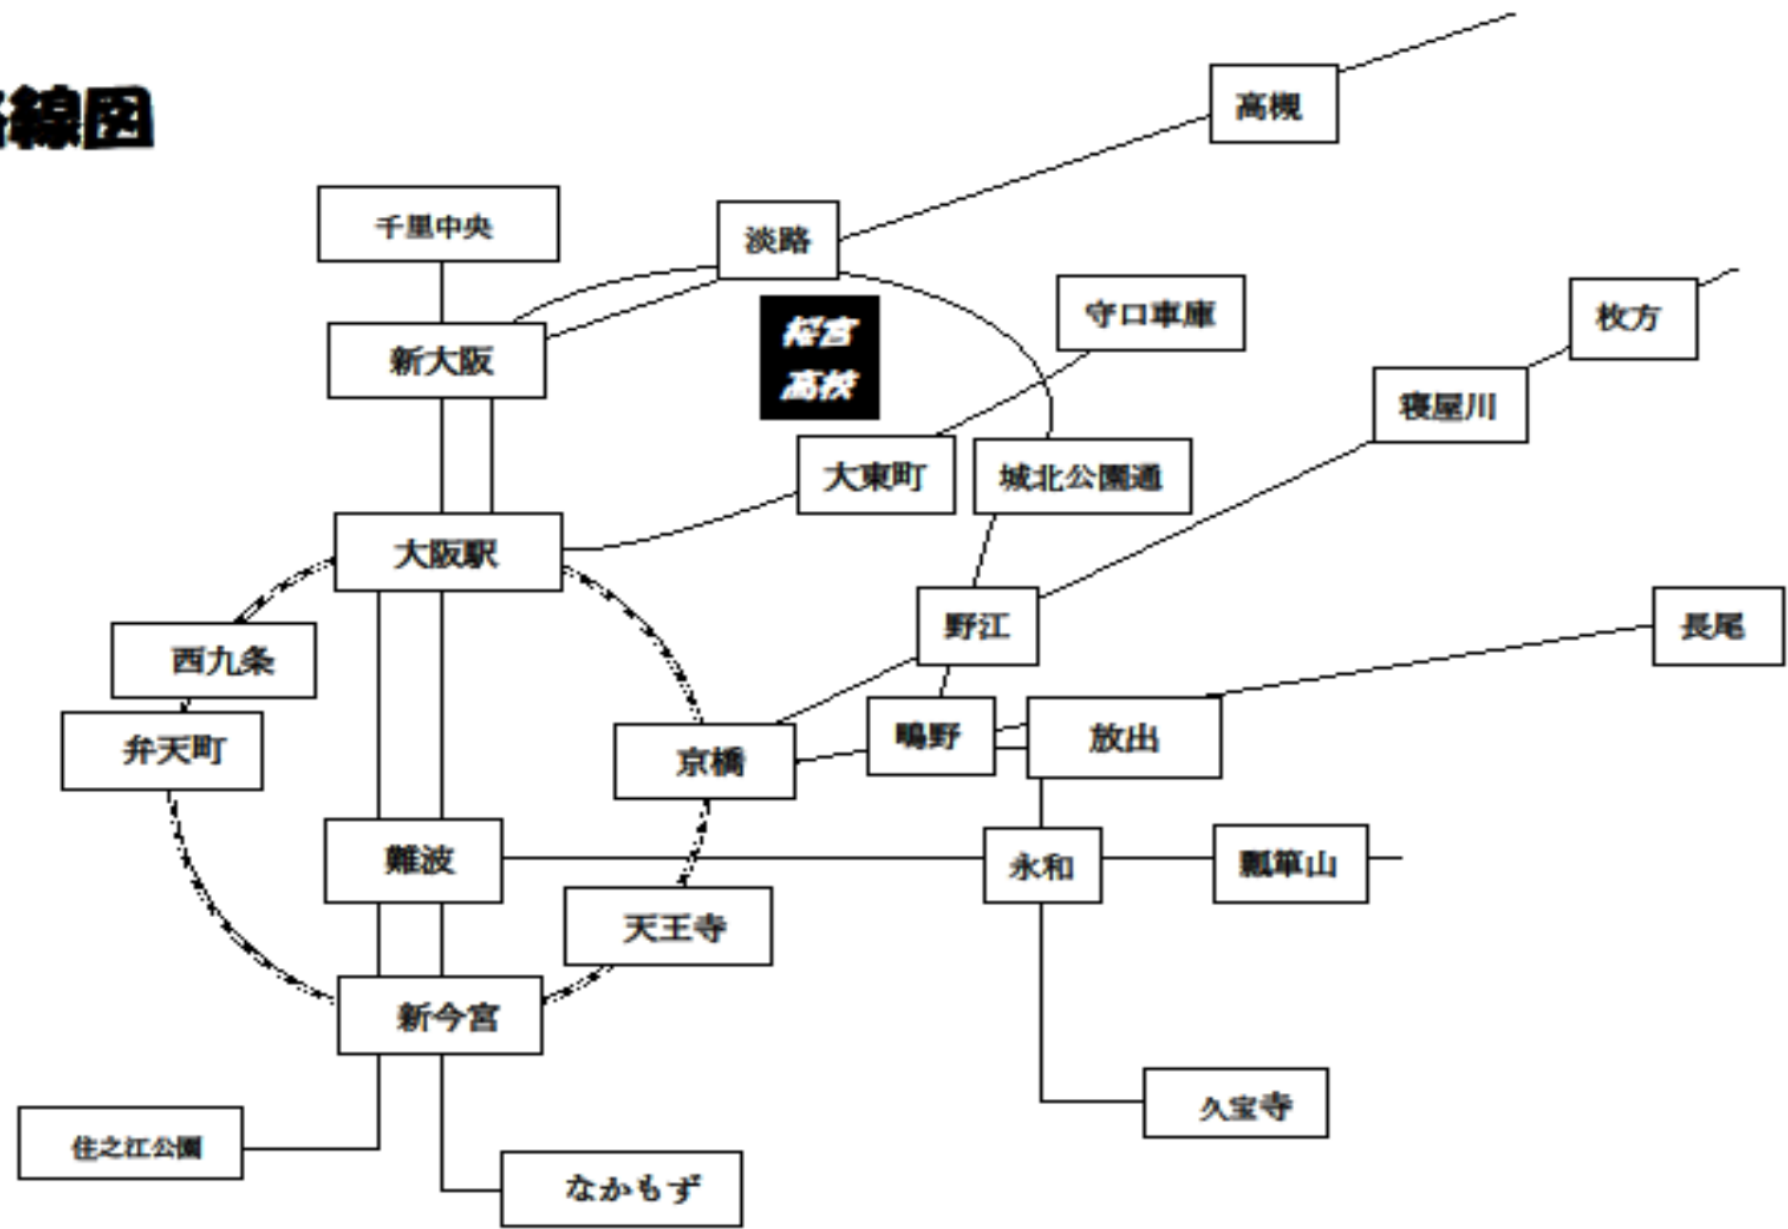 線図
高槻
千里中央
淡路
守口車庫
枚方
新大阪
高校
寝屋川
大東町
城北公園通
大阪駅
野江
長尾
西九条
弁天町
京橋
鴫野
放出
難波
永和
瓢箪山
天王寺
新今宮
久宝寺
住之江公園
なかもず